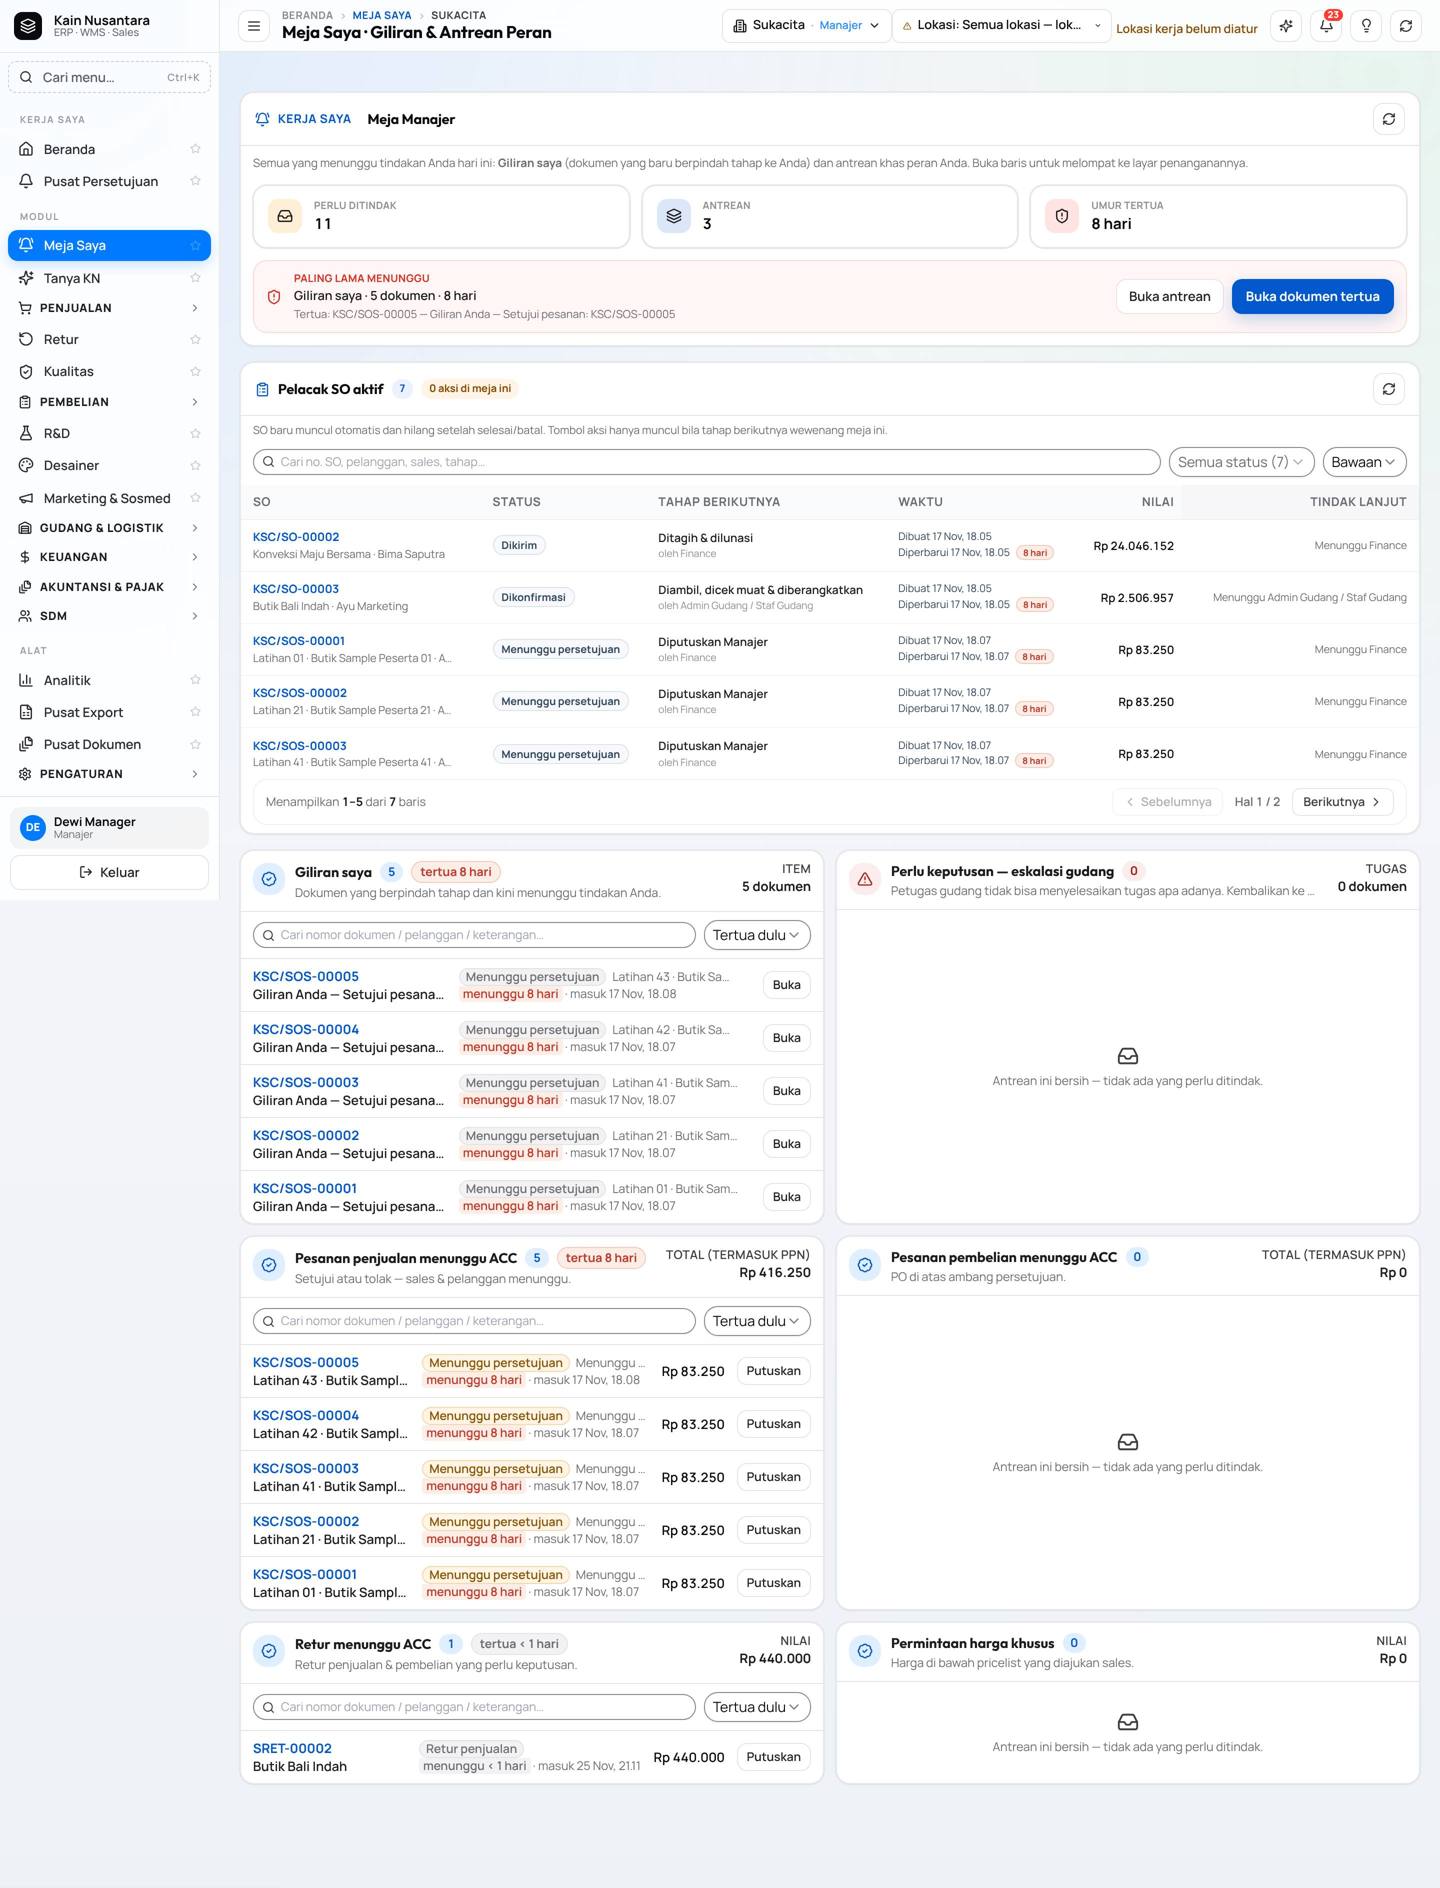 Kain Nusantara
ERP · WMS · Sales
Cari menu... Ctrl+K
KERJA SAYA
Beranda
Pusat Persetujuan
MODUL
Meja Saya
Tanya KN
PENJUALAN
Retur
Kualitas
PEMBELIAN
R&D
Desainer
Marketing & Sosmed
GUDANG & LOGISTIK
KEUANGAN
AKUNTANSI & PAJAK
SDM
ALAT
Analitik
Pusat Export
Pusat Dokumen
PENGATURAN
DE
Dewi Manager
Manajer
Keluar
BERANDA › MEJA SAYA › SUKACITA
Meja Saya · Giliran & Antrean Peran
Sukacita · Manajer
Lokasi: Semua lokasi — lok...
Lokasi kerja belum diatur
23
KERJA SAYA Meja Manajer
Semua yang menunggu tindakan Anda hari ini: Giliran saya (dokumen yang baru berpindah tahap ke Anda) dan antrean khas peran Anda. Buka baris untuk melompat ke layar penanganannya.
PERLU DITINDAK
11
ANTREAN
3
UMUR TERTUA
8 hari
PALING LAMA MENUNGGU
Giliran saya · 5 dokumen · 8 hari
Tertua: KSC/SOS-00005 — Giliran Anda — Setujui pesanan: KSC/SOS-00005
Buka antrean
Buka dokumen tertua
Pelacak SO aktif 7 0 aksi di meja ini
SO baru muncul otomatis dan hilang setelah selesai/batal. Tombol aksi hanya muncul bila tahap berikutnya wewenang meja ini.
Cari no. SO, pelanggan, sales, tahap... Semua status (7) Bawaan
SO STATUS TAHAP BERIKUTNYA WAKTU NILAI TINDAK LANJUT
KSC/SO-00002
Konveksi Maju Bersama · Bima Saputra
Dikirim
Ditagih & dilunasi
oleh Finance
Dibuat 17 Nov, 18.05
Diperbarui 17 Nov, 18.05 8 hari
Rp 24.046.152
Menunggu Finance
KSC/SO-00003
Butik Bali Indah · Ayu Marketing
Dikonfirmasi
Diambil, dicek muat & diberangkatkan
oleh Admin Gudang / Staf Gudang
Dibuat 17 Nov, 18.05
Diperbarui 17 Nov, 18.05 8 hari
Rp 2.506.957
Menunggu Admin Gudang / Staf Gudang
KSC/SOS-00001
Latihan 01 · Butik Sample Peserta 01 · A...
Menunggu persetujuan
Diputuskan Manajer
oleh Finance
Dibuat 17 Nov, 18.07
Diperbarui 17 Nov, 18.07 8 hari
Rp 83.250
Menunggu Finance
KSC/SOS-00002
Latihan 21 · Butik Sample Peserta 21 · A...
Menunggu persetujuan
Diputuskan Manajer
oleh Finance
Dibuat 17 Nov, 18.07
Diperbarui 17 Nov, 18.07 8 hari
Rp 83.250
Menunggu Finance
KSC/SOS-00003
Latihan 41 · Butik Sample Peserta 41 · A...
Menunggu persetujuan
Diputuskan Manajer
oleh Finance
Dibuat 17 Nov, 18.07
Diperbarui 17 Nov, 18.07 8 hari
Rp 83.250
Menunggu Finance
Menampilkan 1–5 dari 7 baris
Sebelumnya Hal 1 / 2 Berikutnya
Giliran saya 5 tertua 8 hari
Dokumen yang berpindah tahap dan kini menunggu tindakan Anda.
ITEM
5 dokumen
Cari nomor dokumen / pelanggan / keterangan... Tertua dulu
KSC/SOS-00005 Menunggu persetujuan Latihan 43 · Butik Sa...
Giliran Anda — Setujui pesana... menunggu 8 hari · masuk 17 Nov, 18.08
Buka
KSC/SOS-00004 Menunggu persetujuan Latihan 42 · Butik Sa...
Giliran Anda — Setujui pesana... menunggu 8 hari · masuk 17 Nov, 18.07
Buka
KSC/SOS-00003 Menunggu persetujuan Latihan 41 · Butik Sam...
Giliran Anda — Setujui pesana... menunggu 8 hari · masuk 17 Nov, 18.07
Buka
KSC/SOS-00002 Menunggu persetujuan Latihan 21 · Butik Sam...
Giliran Anda — Setujui pesana... menunggu 8 hari · masuk 17 Nov, 18.07
Buka
KSC/SOS-00001 Menunggu persetujuan Latihan 01 · Butik Sam...
Giliran Anda — Setujui pesana... menunggu 8 hari · masuk 17 Nov, 18.07
Buka
Perlu keputusan — eskalasi gudang 0
Petugas gudang tidak bisa menyelesaikan tugas apa adanya. Kembalikan ke ...
TUGAS
0 dokumen
Antrean ini bersih — tidak ada yang perlu ditindak.
Pesanan penjualan menunggu ACC 5 tertua 8 hari
Setujui atau tolak — sales & pelanggan menunggu.
TOTAL (TERMASUK PPN)
Rp 416.250
Cari nomor dokumen / pelanggan / keterangan... Tertua dulu
KSC/SOS-00005 Menunggu persetujuan Menunggu ...
Latihan 43 · Butik Sampl... menunggu 8 hari · masuk 17 Nov, 18.08
Rp 83.250 Putuskan
KSC/SOS-00004 Menunggu persetujuan Menunggu ...
Latihan 42 · Butik Sampl... menunggu 8 hari · masuk 17 Nov, 18.07
Rp 83.250 Putuskan
KSC/SOS-00003 Menunggu persetujuan Menunggu ...
Latihan 41 · Butik Sampl... menunggu 8 hari · masuk 17 Nov, 18.07
Rp 83.250 Putuskan
KSC/SOS-00002 Menunggu persetujuan Menunggu ...
Latihan 21 · Butik Sampl... menunggu 8 hari · masuk 17 Nov, 18.07
Rp 83.250 Putuskan
KSC/SOS-00001 Menunggu persetujuan Menunggu ...
Latihan 01 · Butik Sampl... menunggu 8 hari · masuk 17 Nov, 18.07
Rp 83.250 Putuskan
Pesanan pembelian menunggu ACC 0
PO di atas ambang persetujuan.
TOTAL (TERMASUK PPN)
Rp 0
Antrean ini bersih — tidak ada yang perlu ditindak.
Retur menunggu ACC 1 tertua < 1 hari
Retur penjualan & pembelian yang perlu keputusan.
NILAI
Rp 440.000
Cari nomor dokumen / pelanggan / keterangan... Tertua dulu
SRET-00002 Retur penjualan
Butik Bali Indah menunggu < 1 hari · masuk 25 Nov, 21.11
Rp 440.000 Putuskan
Permintaan harga khusus 0
Harga di bawah pricelist yang diajukan sales.
NILAI
Rp 0
Antrean ini bersih — tidak ada yang perlu ditindak.